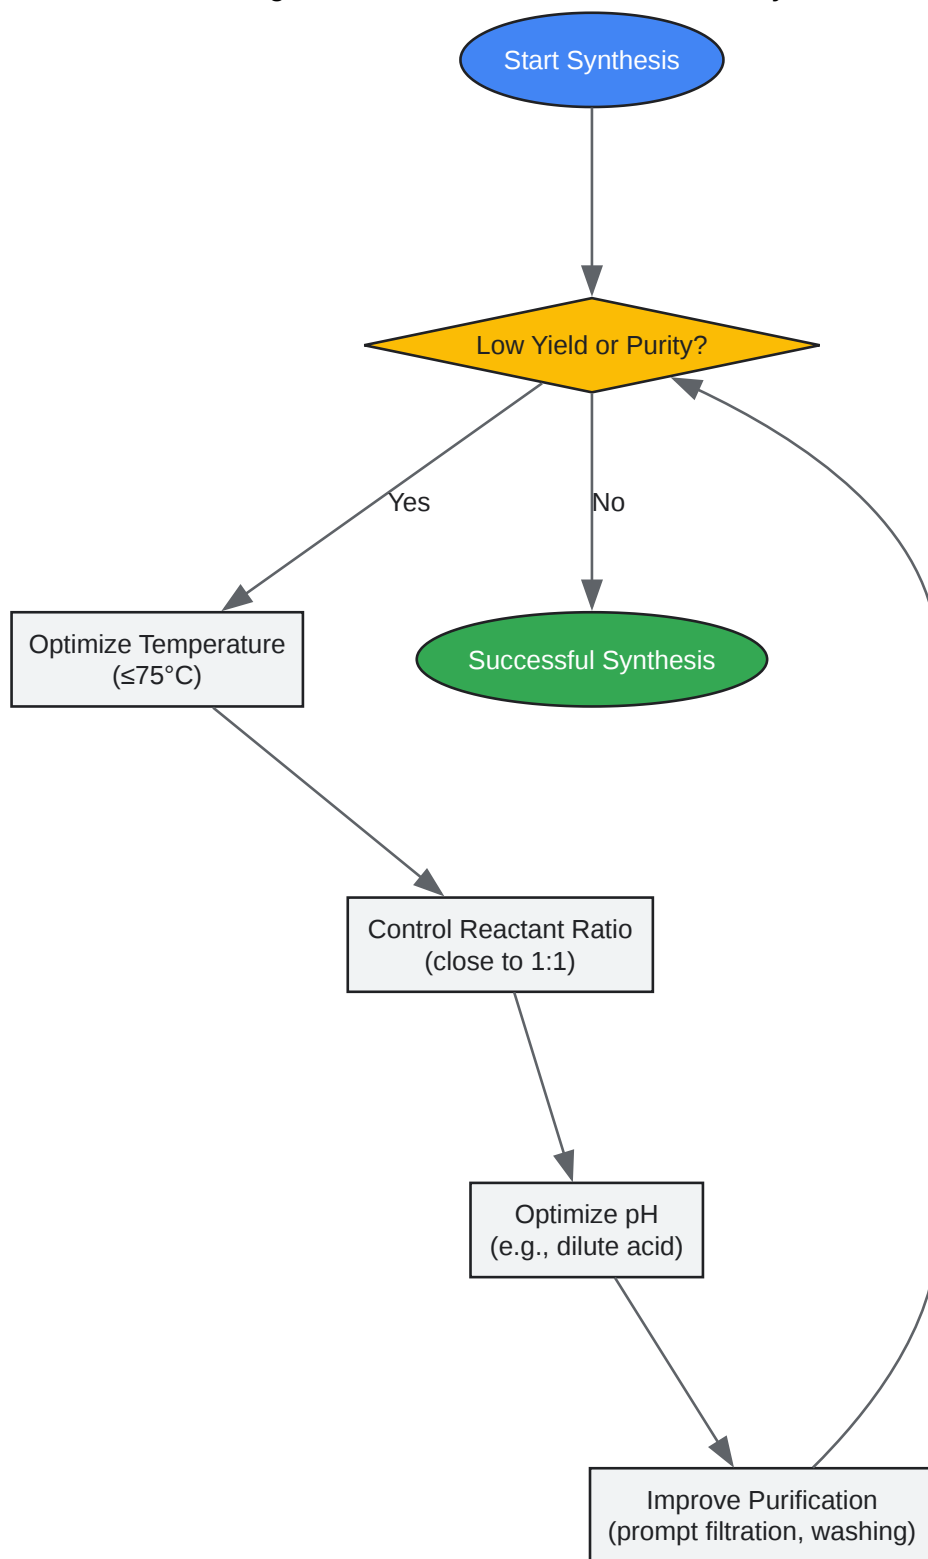 Start Synthesis
Low Yield or Purity?
Yes
No
Optimize Temperature
(≤75°C)
Successful Synthesis
Control Reactant Ratio
(close to 1:1)
Optimize pH
(e.g., dilute acid)
Improve Purification
(prompt filtration, washing)